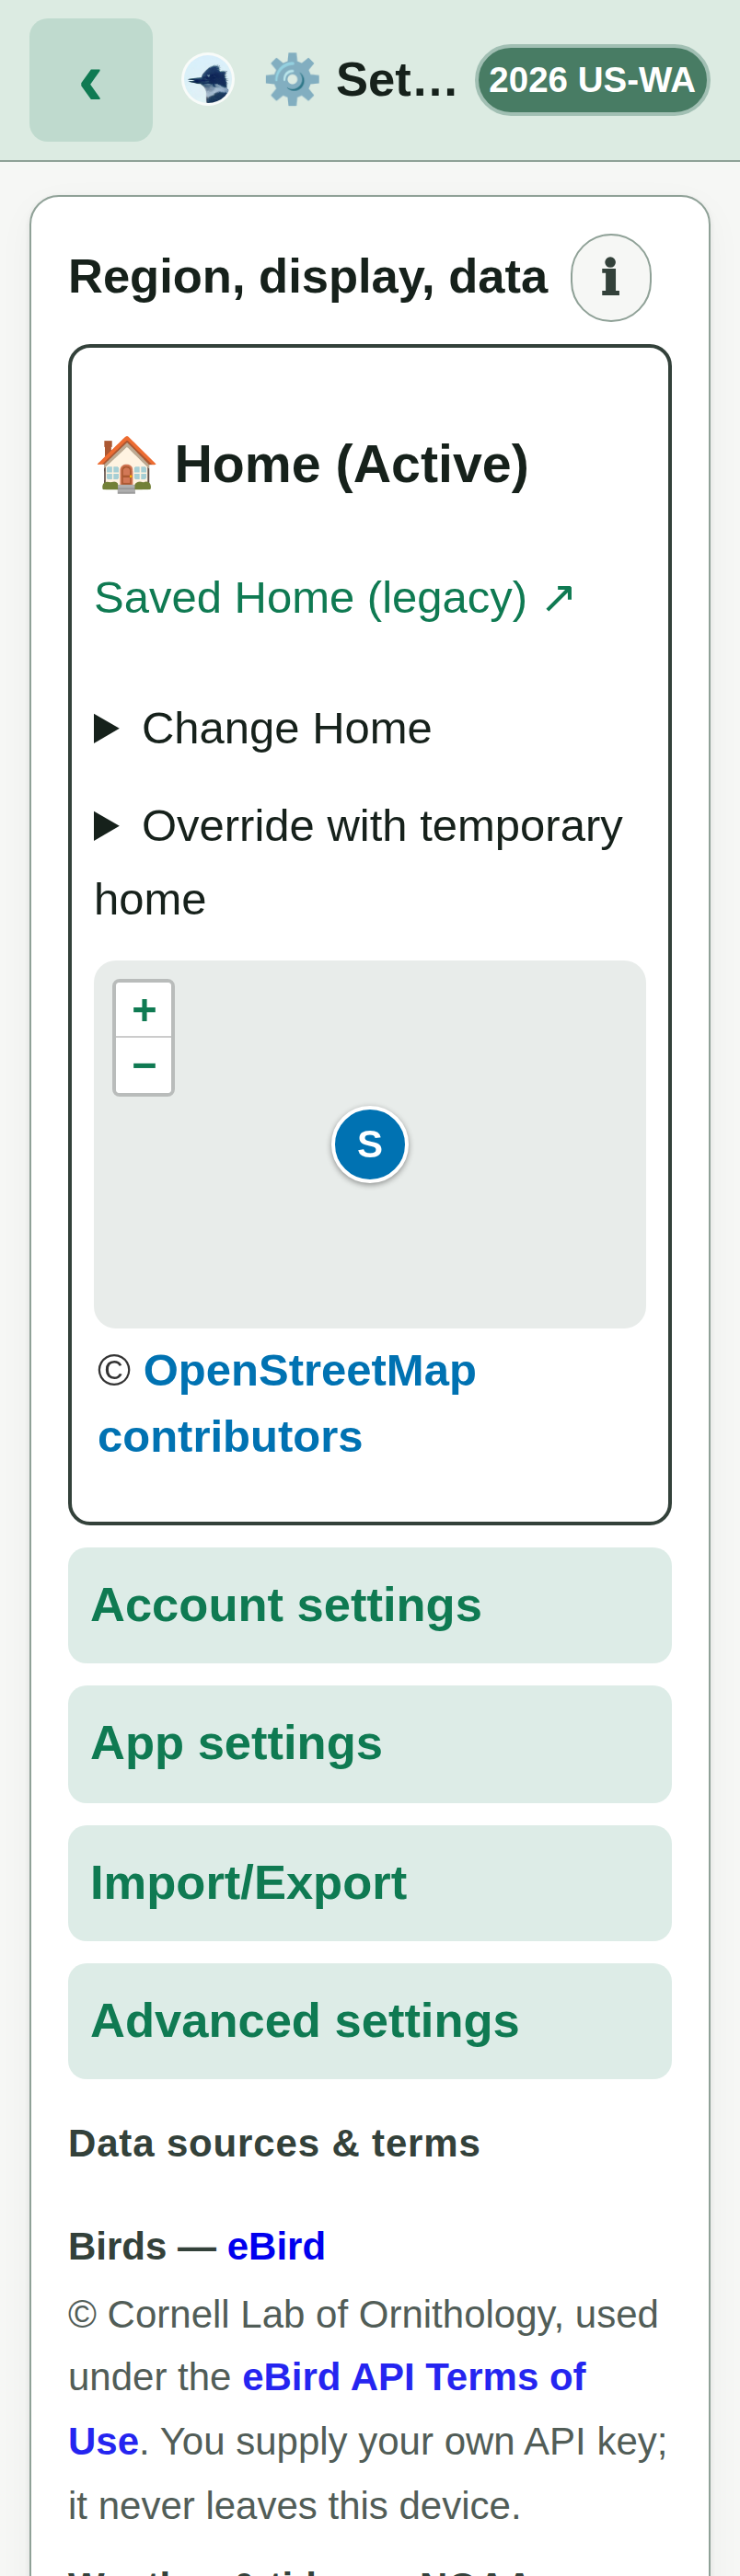 ‹ ⚙️ Set… 2026 US-WA
Region, display, data ℹ
🏠 Home (Active)
Saved Home (legacy) ↗
▶ Change Home
▶ Override with temporary
home
+
−
S
© OpenStreetMap
contributors
Account settings
App settings
Import/Export
Advanced settings
Data sources & terms
Birds — eBird
© Cornell Lab of Ornithology, used
under the eBird API Terms of
Use. You supply your own API key;
it never leaves this device.